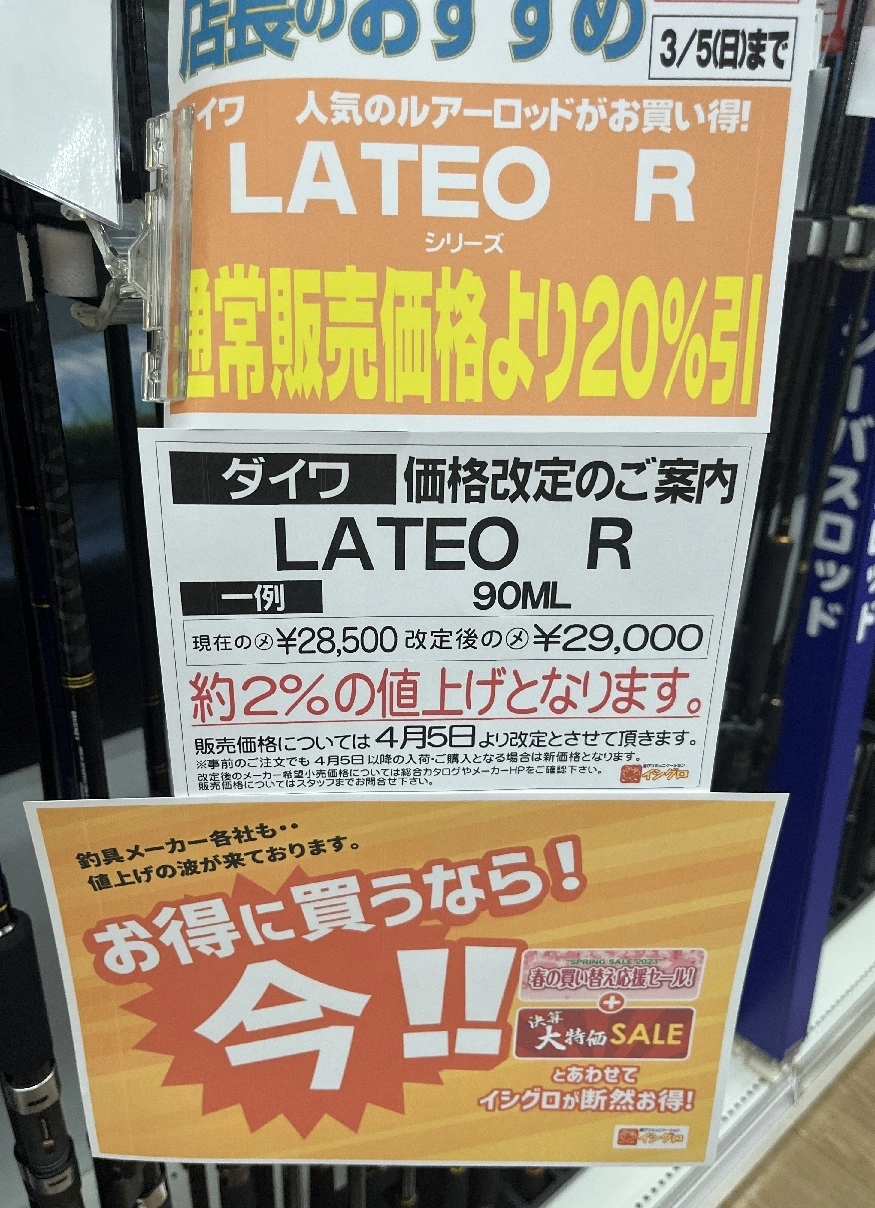 店長のおすすめ
3/5(日)まで
ダイワ 人気のルアーロッドがお買い得!
LATEO R
シリーズ
通常販売価格より20%引
ダイワ 価格改定のご案内
LATEO R
一例 90ML
現在の㋱¥28,500 改定後の㋱¥29,000
約2%の値上げとなります。
販売価格については4月5日より改定とさせて頂きます。
※事前のご注文でも4月5日以降の入荷・ご購入となる場合は新価格となります。
改定後のメーカー希望小売価格については総合カタログやメーカーHPをご確認下さい。
販売価格についてはスタッフまでお問合せ下さい。
イシグロ
釣具メーカー各社も‥
値上げの波が来ております。
お得に買うなら!
今!!
"SPRING SALE 2023"
春の買い替え応援セール!
+
決算
大特価SALE
とあわせて
イシグロが断然お得!
イシグロ
シーバスロッド